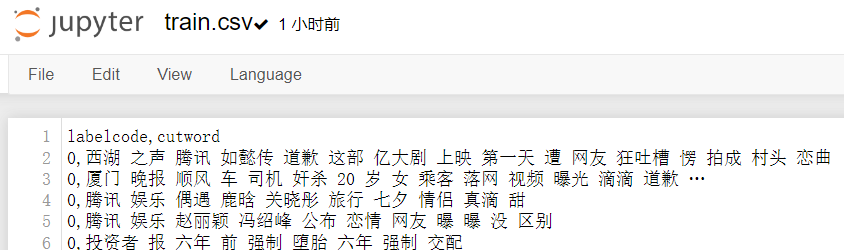 jupyter train.csv✔ 1 小时前
File Edit View Language
1 labelcode,cutword
2 0,西湖 之声 腾讯 如懿传 道歉 这部 亿大剧 上映 第一天 遭 网友 狂吐槽 愣 拍成 村头 恋曲
3 0,厦门 晚报 顺风 车 司机 奸杀 20 岁 女 乘客 落网 视频 曝光 滴滴 道歉 …
4 0,腾讯 娱乐 偶遇 鹿晗 关晓彤 旅行 七夕 情侣 真滴 甜
5 0,腾讯 娱乐 赵丽颖 冯绍峰 公布 恋情 网友 曝 曝 没 区别
6 0,投资者 报 六年 前 强制 堕胎 六年 强制 交配